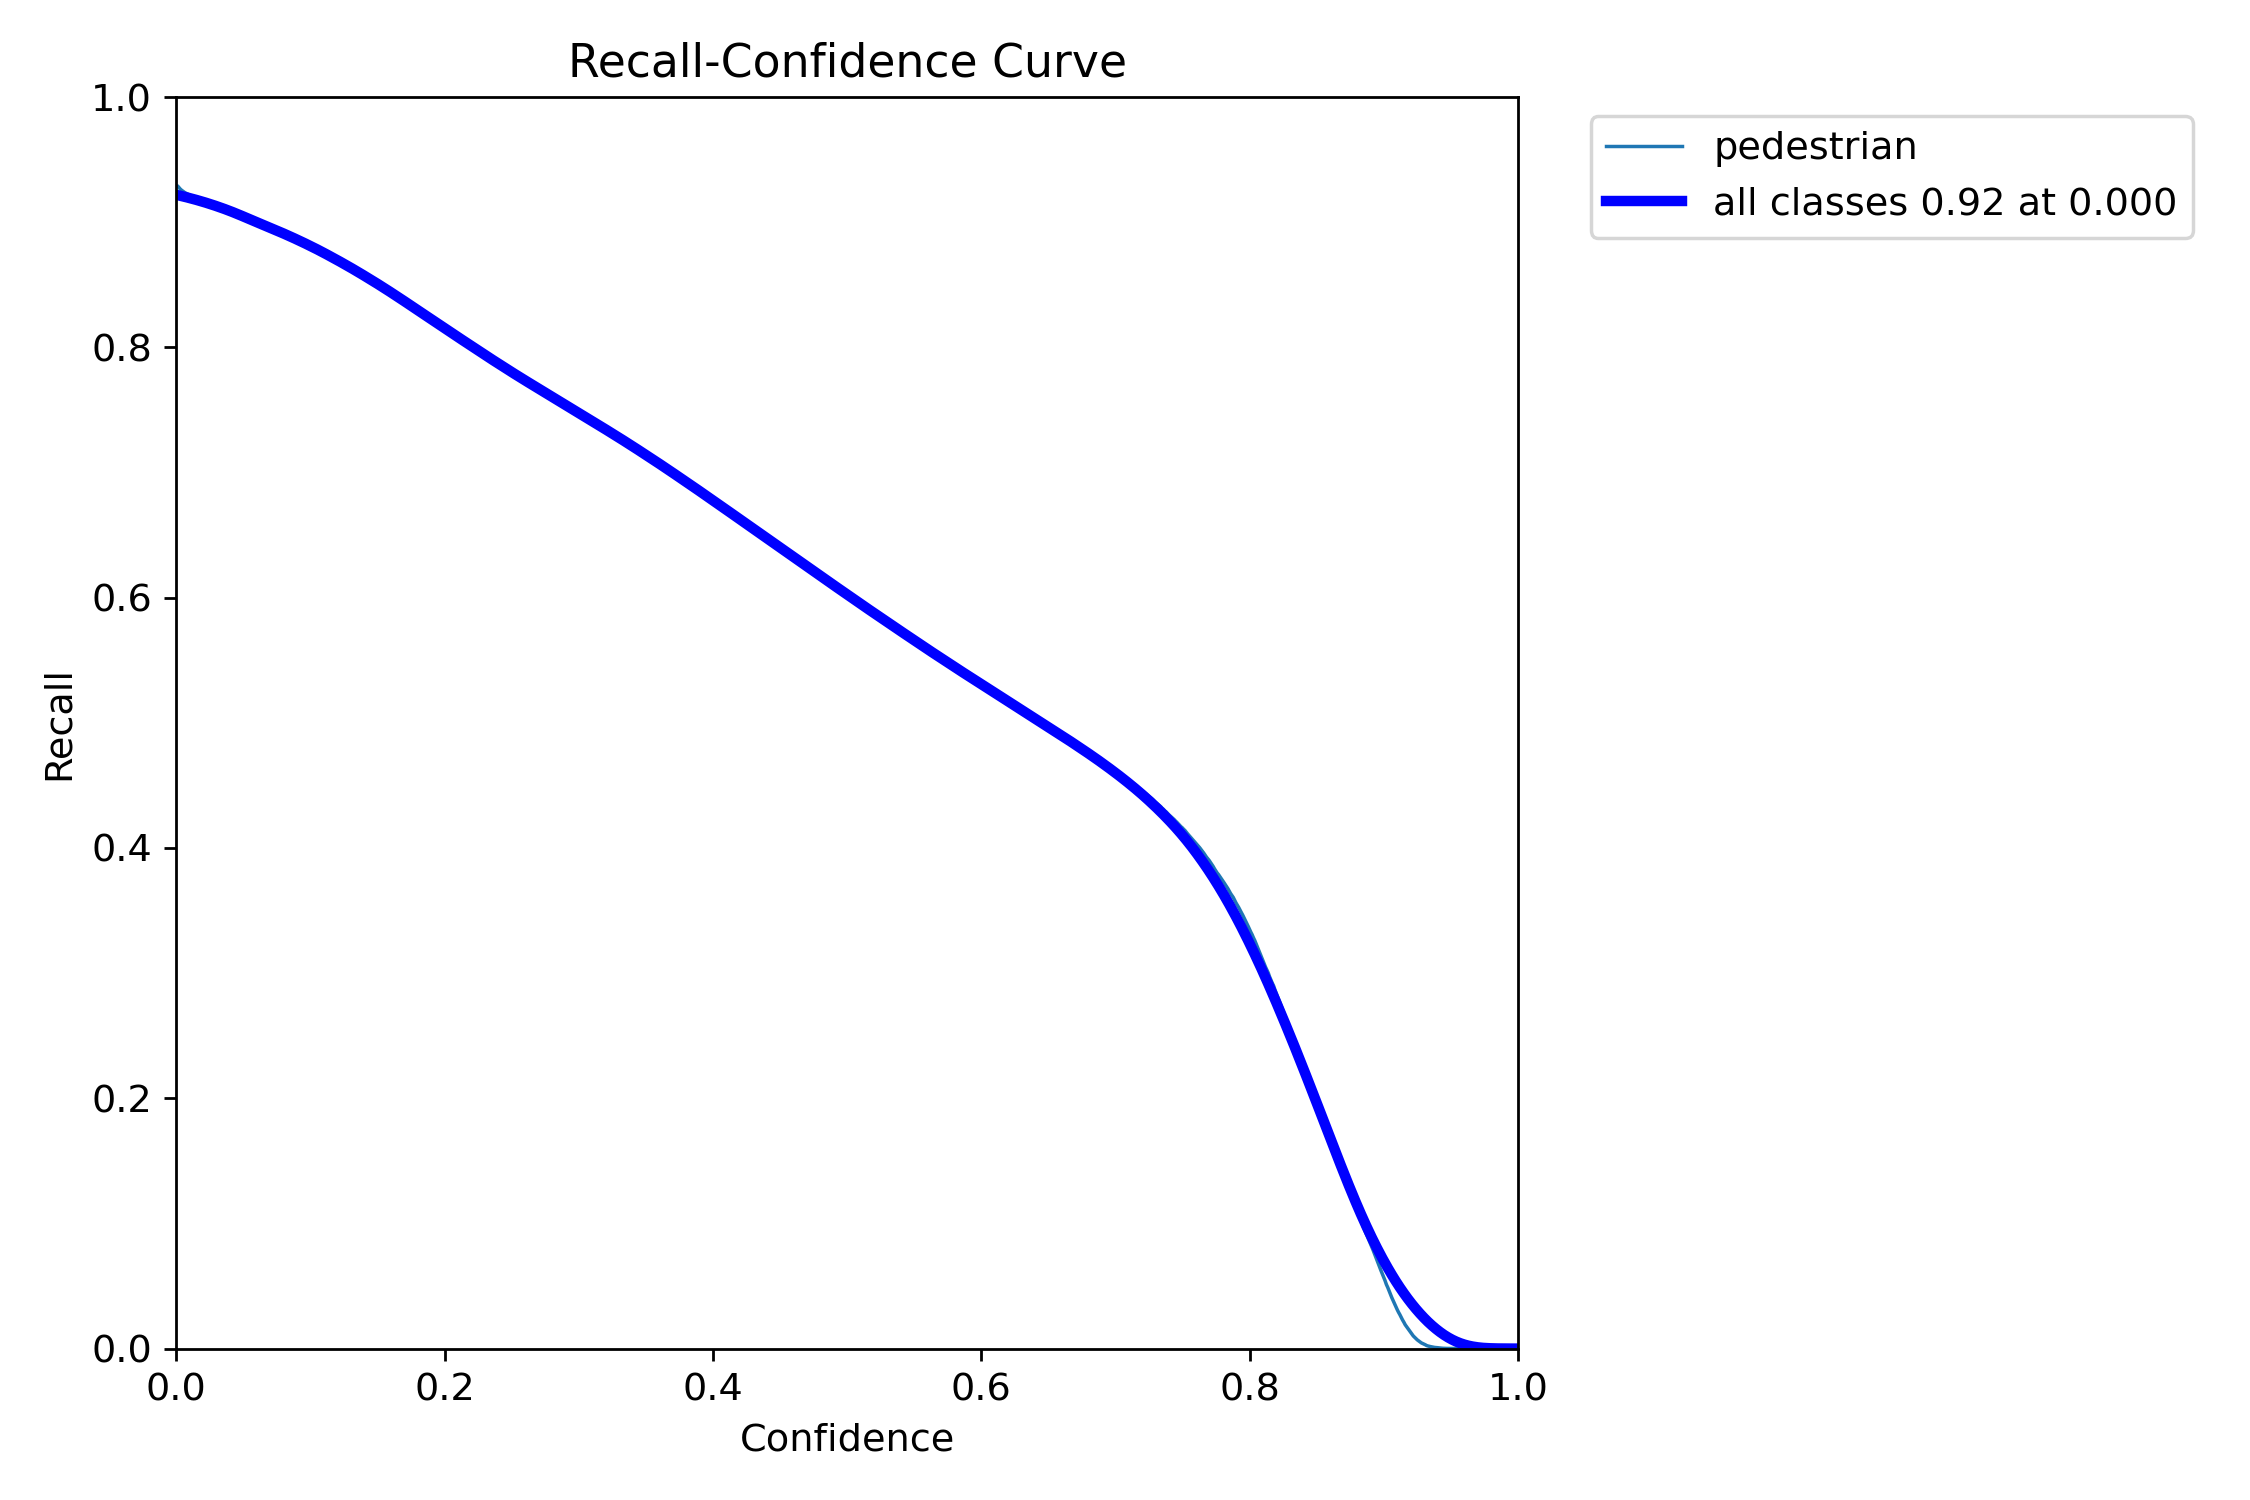 Recall-Confidence Curve
1.0
0.8
0.6
0.4
0.2
0.0
Recall
0.0 0.2 0.4 0.6 0.8 1.0
Confidence
pedestrian
all classes 0.92 at 0.000